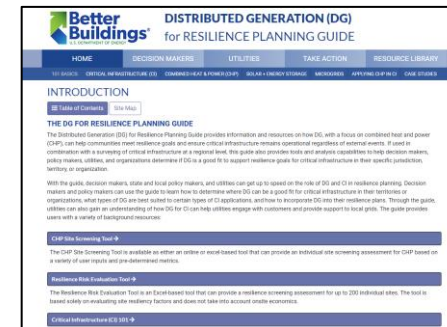 Better
Buildings®
U.S. DEPARTMENT OF ENERGY
DISTRIBUTED GENERATION (DG)
for RESILIENCE PLANNING GUIDE
HOME DECISION MAKERS UTILITIES TAKE ACTION RESOURCE LIBRARY
101 BASICS CRITICAL INFRASTRUCTURE (CI) COMBINED HEAT & POWER (CHP) SOLAR + ENERGY STORAGE MICROGRIDS APPLYING CHP IN CI CASE STUDIES
INTRODUCTION
Table of Contents Site Map
THE DG FOR RESILIENCE PLANNING GUIDE
The Distributed Generation (DG) for Resilience Planning Guide provides information and resources on how DG, with a focus on combined heat and power
(CHP), can help communities meet resilience goals and ensure critical infrastructure remains operational regardless of external events. If used in
combination with a surveying of critical infrastructure at a regional level, this guide also provides tools and analysis capabilities to help decision makers,
policy makers, utilities, and organizations determine if DG is a good fit to support resilience goals for critical infrastructure in their specific jurisdiction,
territory, or organization.
With the guide, decision makers, state and local policy makers, and utilities can get up to speed on the role of DG and CI in resilience planning. Decision
makers and policy makers can use the guide to learn how to determine where DG can be a good fit for critical infrastructure in their territories or
organizations, what types of DG are best suited to certain types of CI applications, and how to incorporate DG into their resilience plans. Through the guide,
utilities can also gain an understanding of how DG for CI can help utilities engage with customers and provide support to local grids. The guide provides
users with a variety of background resources:
CHP Site Screening Tool →
The CHP Site Screening Tool is available as either an online or excel-based tool that can provide an individual site screening assessment for CHP based on
a variety of user inputs and pre-determined metrics.
Resilience Risk Evaluation Tool →
The Resilience Risk Evaluation Tool is an Excel-based tool that can provide a resilience screening assessment for up to 200 individual sites. The tool is
based solely on evaluating site resiliency factors and does not take into account onsite economics.
Critical Infrastructure (CI) 101 →